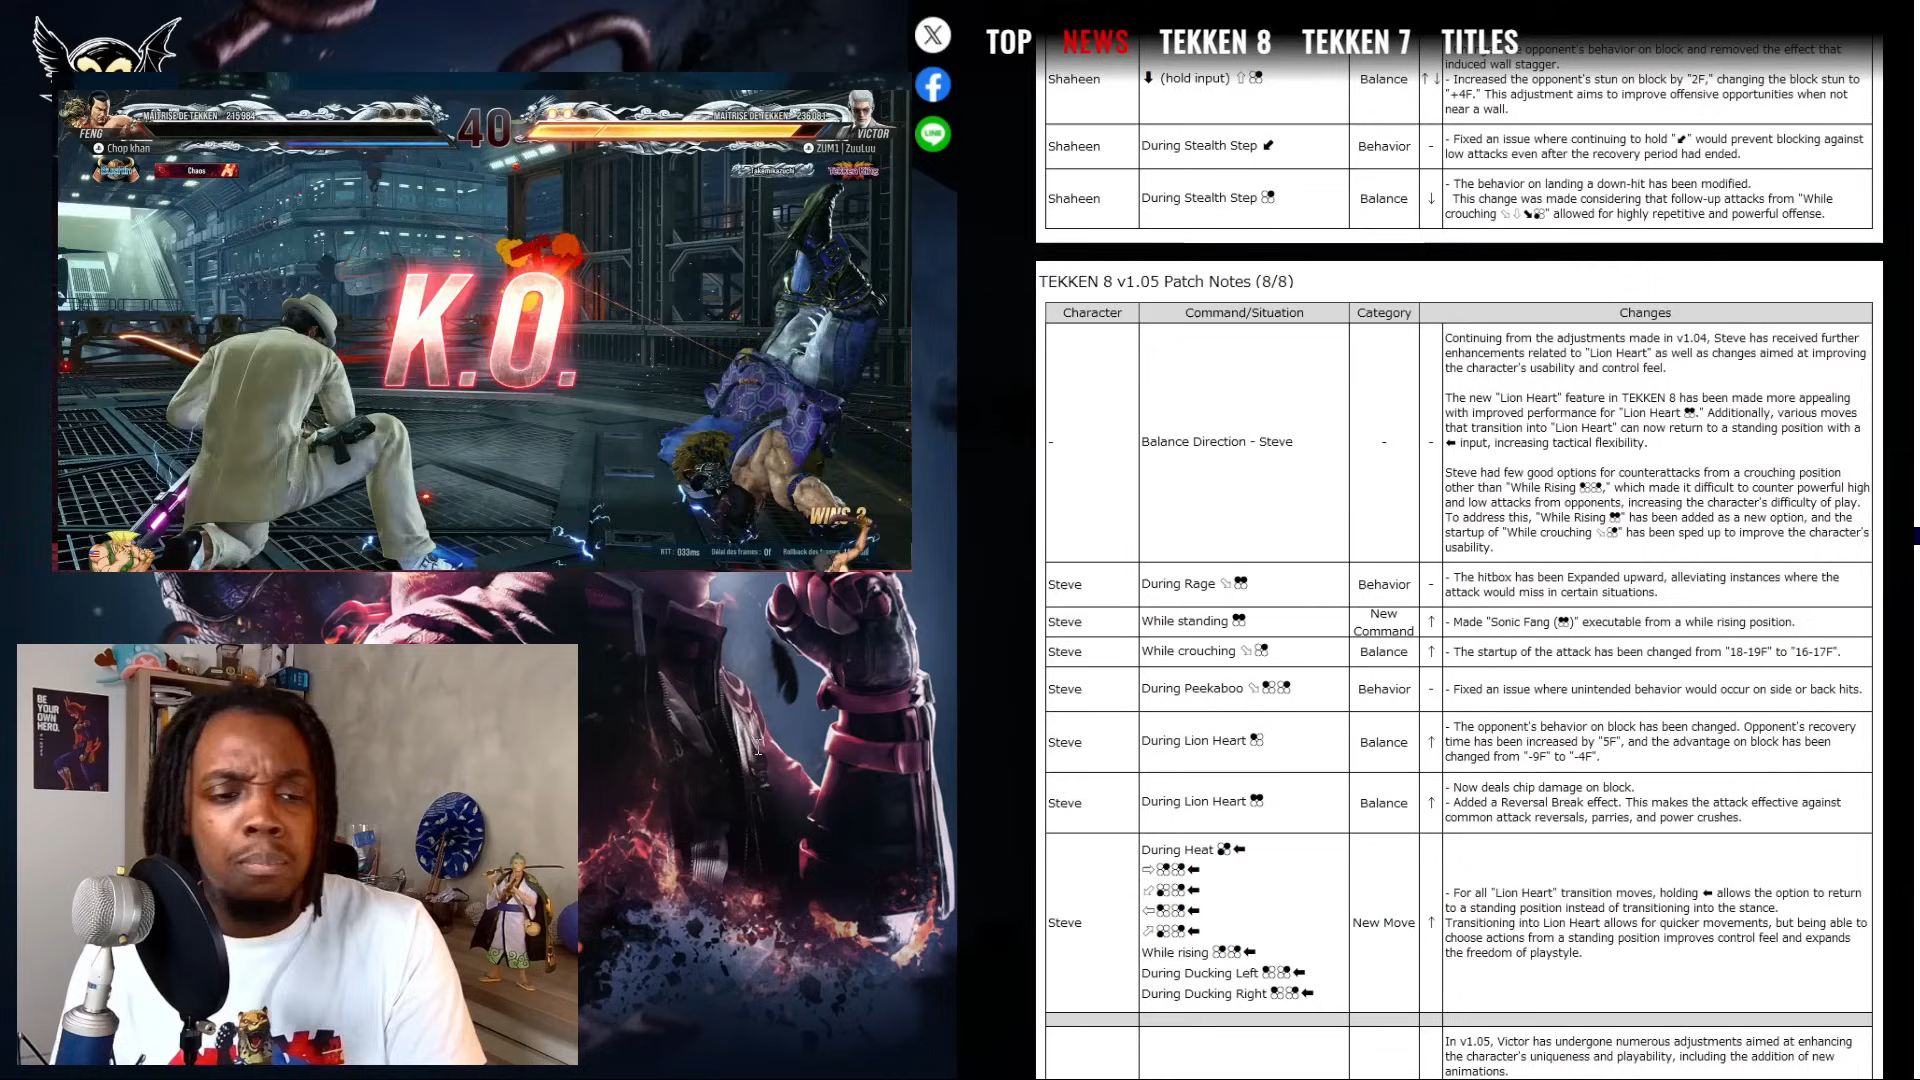 TOP NEWS TEKKEN 8 TEKKEN 7 TITLES
MAITRISE DE TEKKEN 215984
40
MAITRISE DE TEKKEN 236081
FENG
VICTOR
Chop khan
ZUM1 | ZuuLuu
Bushin
Chaos
Takemikazuchi
Tekken King
K.O.
WINS 2
RTT : 033ms
Délai des frames : 0f
BE
YOUR
OWN
HERO.
opponent's behavior on block and removed the effect that
induced wall stagger.
Shaheen
⬇ (hold input) ⇧
Balance
↑↓
- Increased the opponent's stun on block by "2F," changing the block stun to
"+4F." This adjustment aims to improve offensive opportunities when not
near a wall.
Shaheen
During Stealth Step ⬋
Behavior
-
- Fixed an issue where continuing to hold "⬋" would prevent blocking against
low attacks even after the recovery period had ended.
Shaheen
During Stealth Step
Balance
↓
- The behavior on landing a down-hit has been modified.
This change was made considering that follow-up attacks from "While
crouching" allowed for highly repetitive and powerful offense.
TEKKEN 8 v1.05 Patch Notes (8/8)
Character
Command/Situation
Category
Changes
-
Balance Direction - Steve
-
-
Continuing from the adjustments made in v1.04, Steve has received further
enhancements related to "Lion Heart" as well as changes aimed at improving
the character's usability and control feel.
The new "Lion Heart" feature in TEKKEN 8 has been made more appealing
with improved performance for "Lion Heart ." Additionally, various moves
that transition into "Lion Heart" can now return to a standing position with a
⬅ input, increasing tactical flexibility.
Steve had few good options for counterattacks from a crouching position
other than "While Rising ," which made it difficult to counter powerful high
and low attacks from opponents, increasing the character's difficulty of play.
To address this, "While Rising " has been added as a new option, and the
startup of "While crouching " has been sped up to improve the character's
usability.
Steve
During Rage
Behavior
-
- The hitbox has been Expanded upward, alleviating instances where the
attack would miss in certain situations.
Steve
While standing
New
Command
↑
- Made "Sonic Fang ()" executable from a while rising position.
Steve
While crouching
Balance
↑
- The startup of the attack has been changed from "18-19F" to "16-17F".
Steve
During Peekaboo
Behavior
-
- Fixed an issue where unintended behavior would occur on side or back hits.
Steve
During Lion Heart
Balance
↑
- The opponent's behavior on block has been changed. Opponent's recovery
time has been increased by "5F", and the advantage on block has been
changed from "-9F" to "-4F".
Steve
During Lion Heart
Balance
↑
- Now deals chip damage on block.
- Added a Reversal Break effect. This makes the attack effective against
common attack reversals, parries, and power crushes.
Steve
During Heat ⬅
⇨ ⬅
⬃ ⬅
⇦ ⬅
⬀ ⬅
While rising ⬅
During Ducking Left ⬅
During Ducking Right ⬅
New Move
↑
- For all "Lion Heart" transition moves, holding ⬅ allows the option to return
to a standing position instead of transitioning into the stance.
Transitioning into Lion Heart allows for quicker movements, but being able to
choose actions from a standing position improves control feel and expands
the freedom of playstyle.
In v1.05, Victor has undergone numerous adjustments aimed at enhancing
the character's uniqueness and playability, including the addition of new
animations.